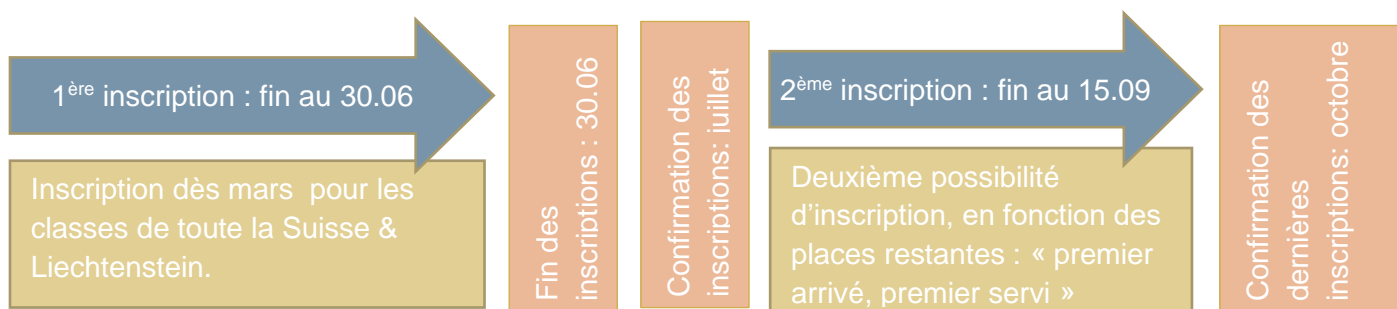 1ère inscription : fin au 30.06
Inscription dès mars pour les
classes de toute la Suisse &
Liechtenstein.
Fin des
inscriptions : 30.06
Confirmation des
inscriptions: juillet
2ème inscription : fin au 15.09
Deuxième possibilité
d'inscription, en fonction des
places restantes : « premier
arrivé, premier servi »
Confirmation des
dernières
inscriptions: octobre